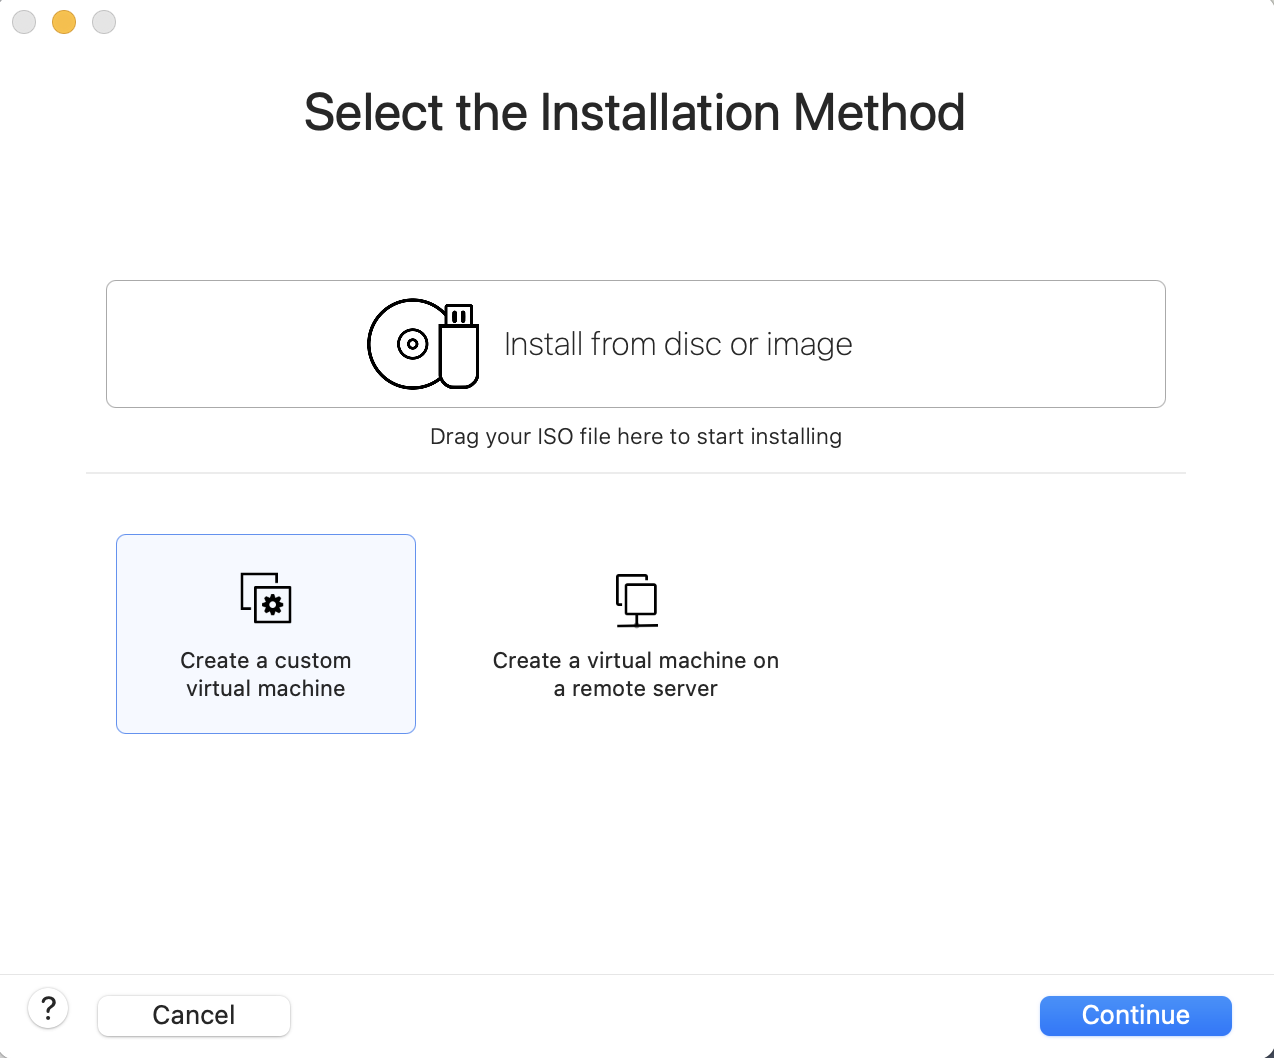 Select the Installation Method
Install from disc or image
Drag your ISO file here to start installing
Create a custom
virtual machine
Create a virtual machine on
a remote server
?
Cancel
Continue